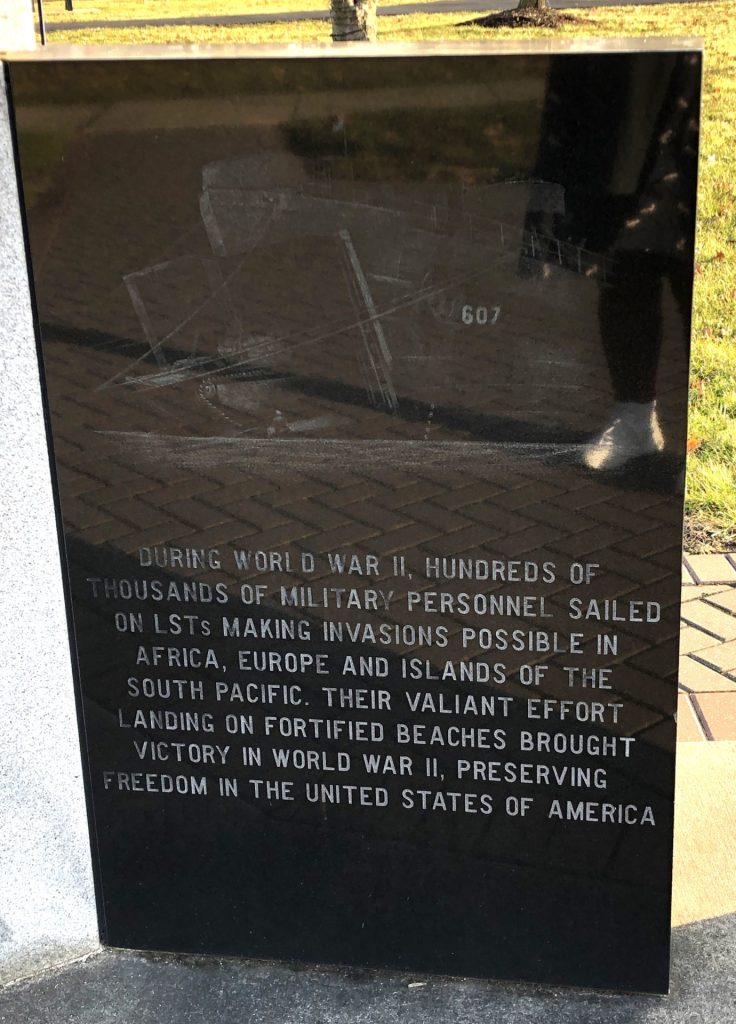 607
DURING WORLD WAR II, HUNDREDS OF
THOUSANDS OF MILITARY PERSONNEL SAILED
ON LSTs MAKING INVASIONS POSSIBLE IN
AFRICA, EUROPE AND ISLANDS OF THE
SOUTH PACIFIC. THEIR VALIANT EFFORT
LANDING ON FORTIFIED BEACHES BROUGHT
VICTORY IN WORLD WAR II, PRESERVING
FREEDOM IN THE UNITED STATES OF AMERICA